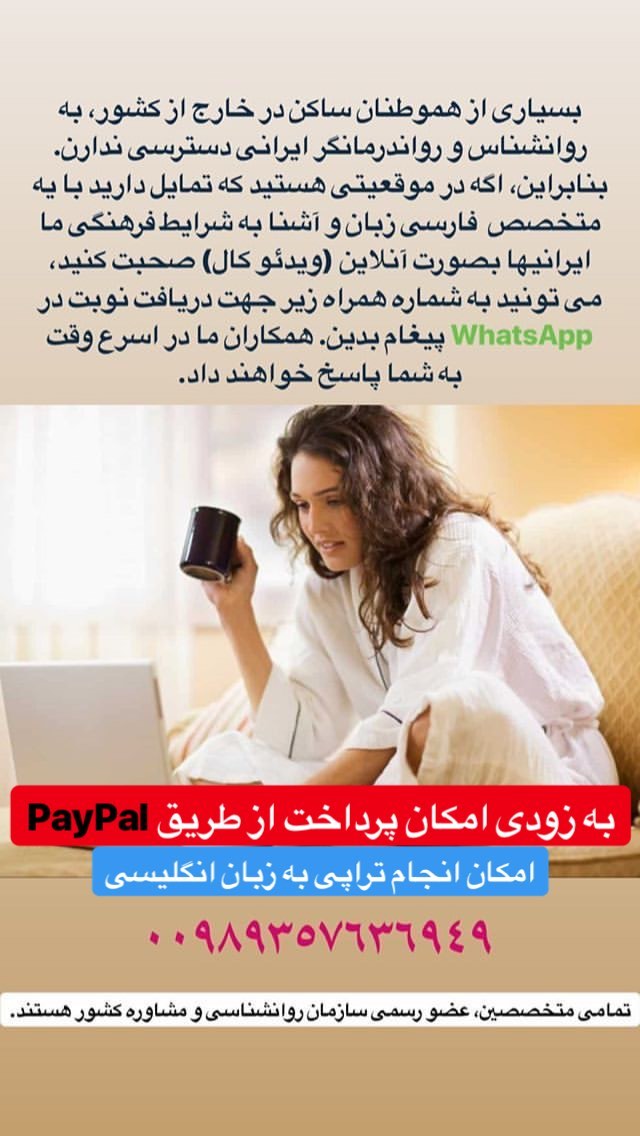 بسیاری از هموطنان ساکن در خارج از کشور، به
روانشناس و رواندرمانگر ایرانی دسترسی ندارن.
بنابراین، اگه در موقعیتی هستید که تمایل دارید با یه
متخصص فارسی زبان و آشنا به شرایط فرهنگی ما
ایرانیها بصورت آنلاین (ویدئو کال) صحبت کنید،
می تونید به شماره همراه زیر جهت دریافت نوبت در
WhatsApp پیغام بدین. همکاران ما در اسرع وقت
به شما پاسخ خواهند داد.
به زودی امکان پرداخت از طریق PayPal
امکان انجام تراپی به زبان انگلیسی
٠٠٩٨٩٣٥٧٦٣٦٩٤٩
تمامی متخصصین، عضو رسمی سازمان روانشناسی و مشاوره کشور هستند.